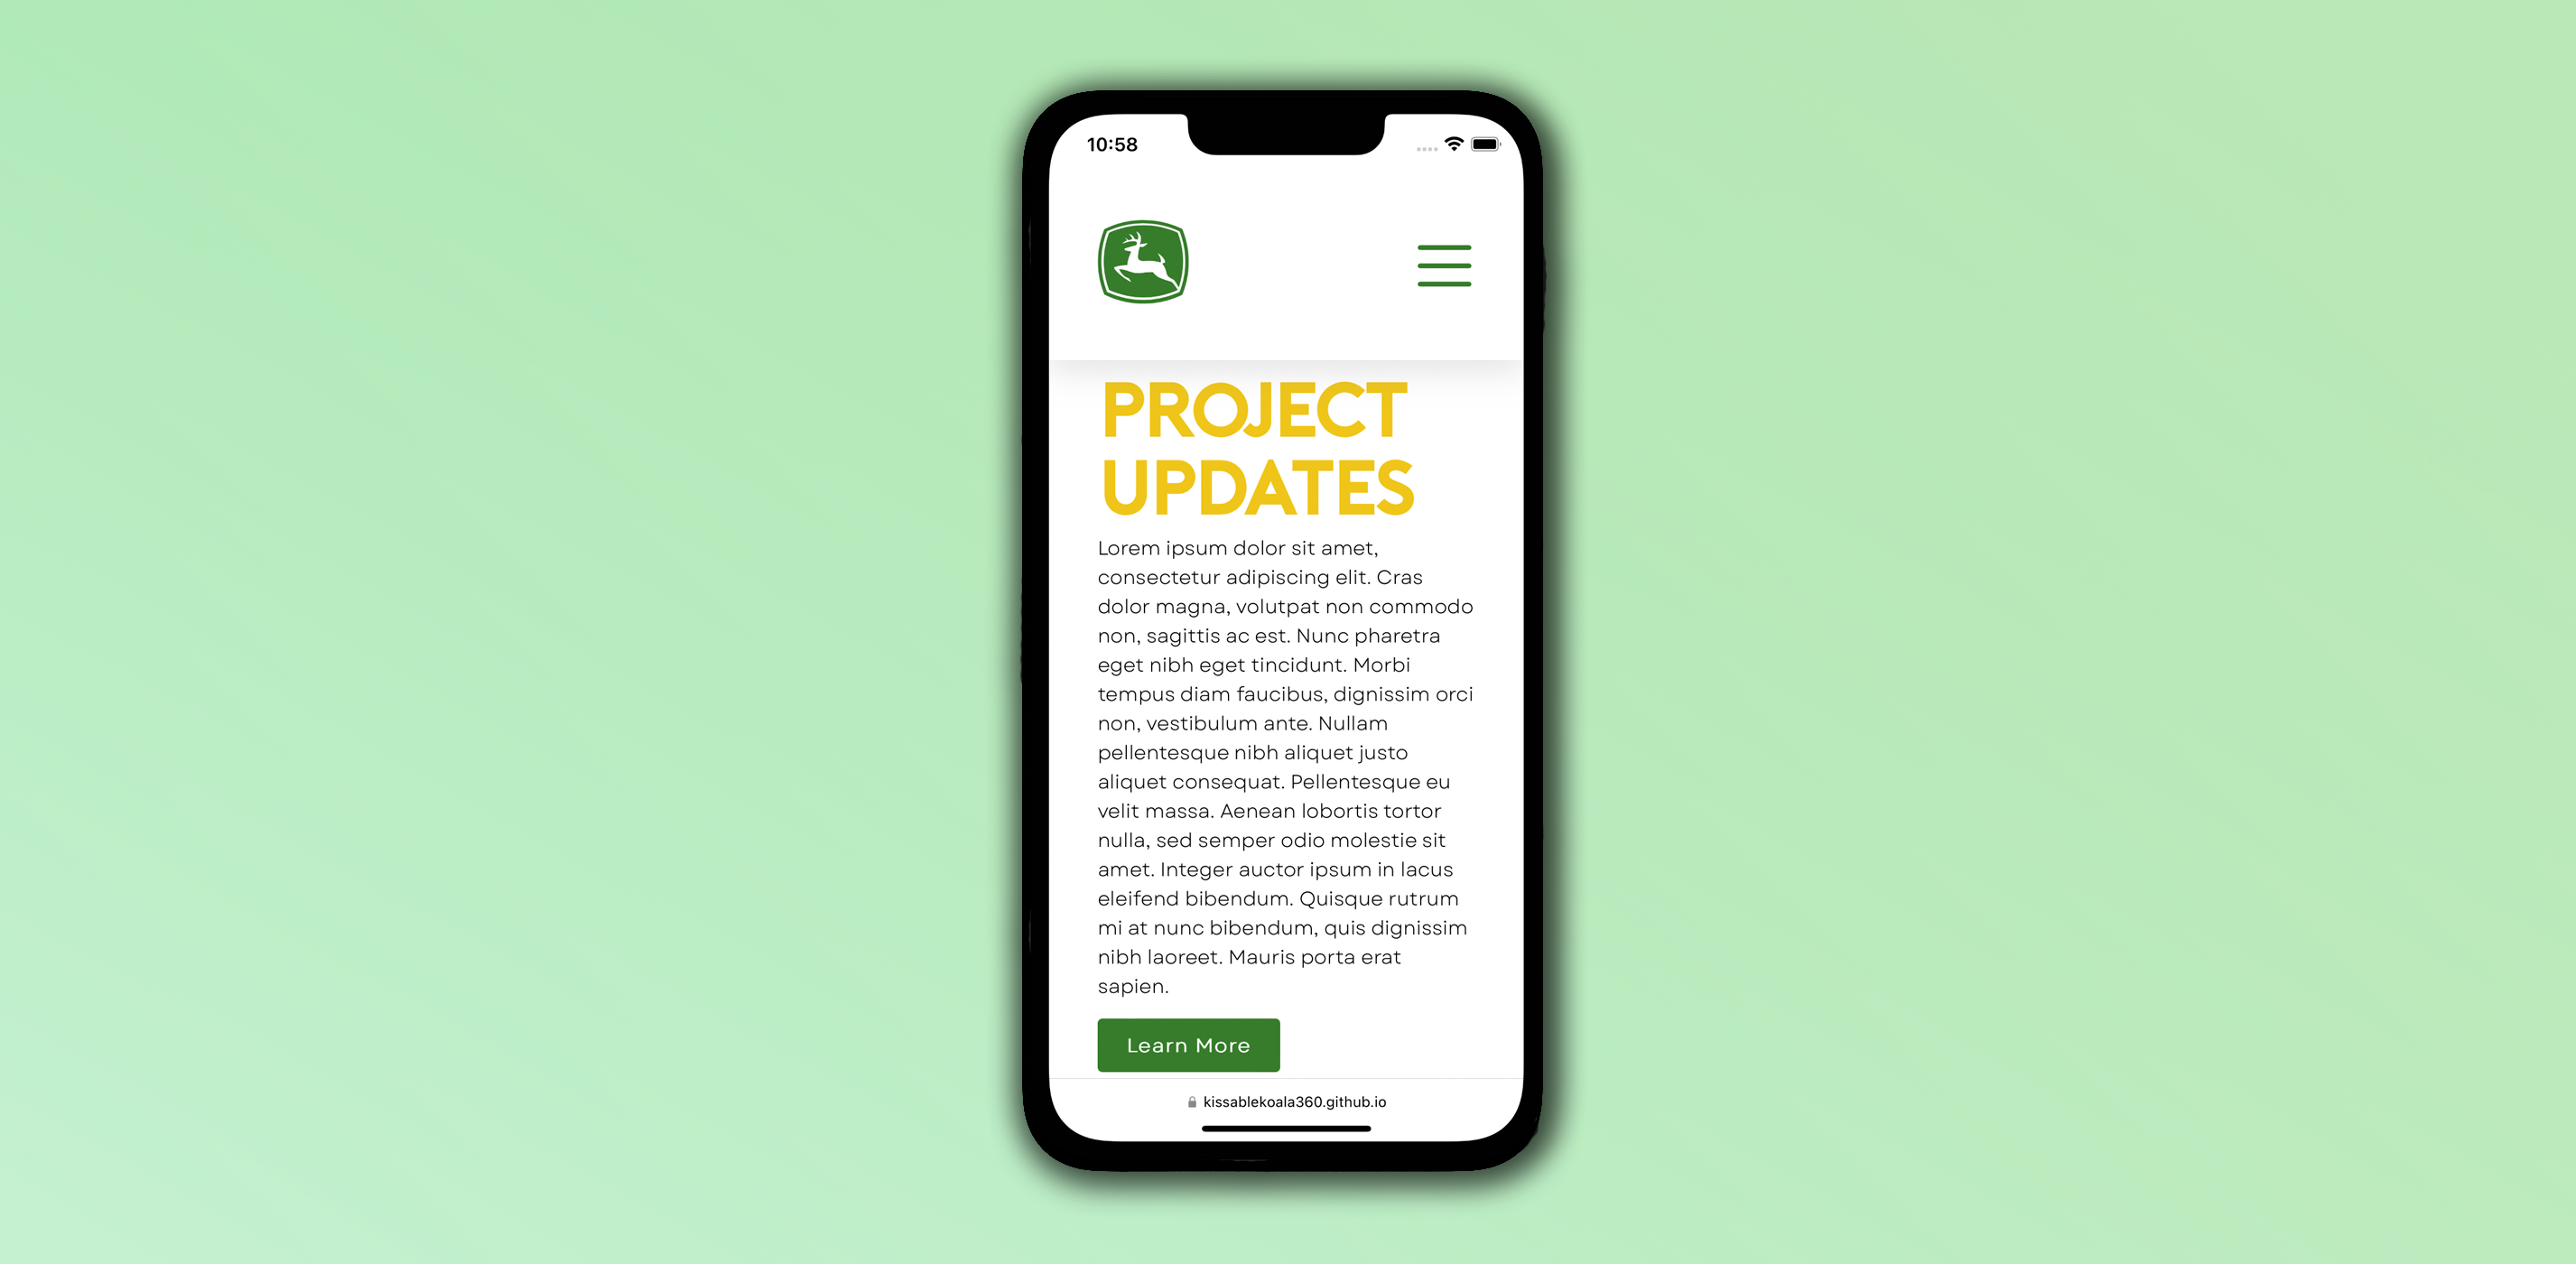 10:58
PROJECT
UPDATES
Lorem ipsum dolor sit amet,
consectetur adipiscing elit. Cras
dolor magna, volutpat non commodo
non, sagittis ac est. Nunc pharetra
eget nibh eget tincidunt. Morbi
tempus diam faucibus, dignissim orci
non, vestibulum ante. Nullam
pellentesque nibh aliquet justo
aliquet consequat. Pellentesque eu
velit massa. Aenean lobortis tortor
nulla, sed semper odio molestie sit
amet. Integer auctor ipsum in lacus
eleifend bibendum. Quisque rutrum
mi at nunc bibendum, quis dignissim
nibh laoreet. Mauris porta erat
sapien.
Learn More
kissablekoala360.github.io